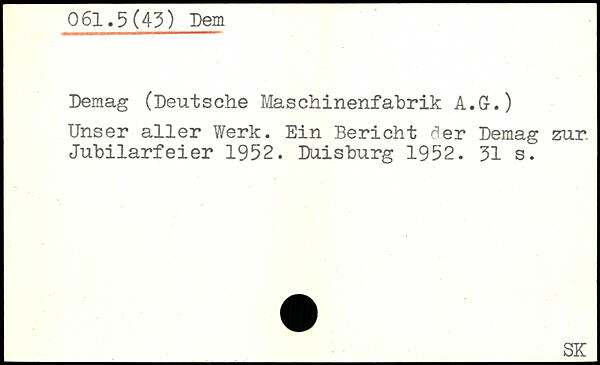 061.5(43) Dem
Demag (Deutsche Maschinenfabrik A.G.)
Unser aller Werk. Ein Bericht der Demag zur
Jubilarfeier 1952. Duisburg 1952. 31 s.
SK